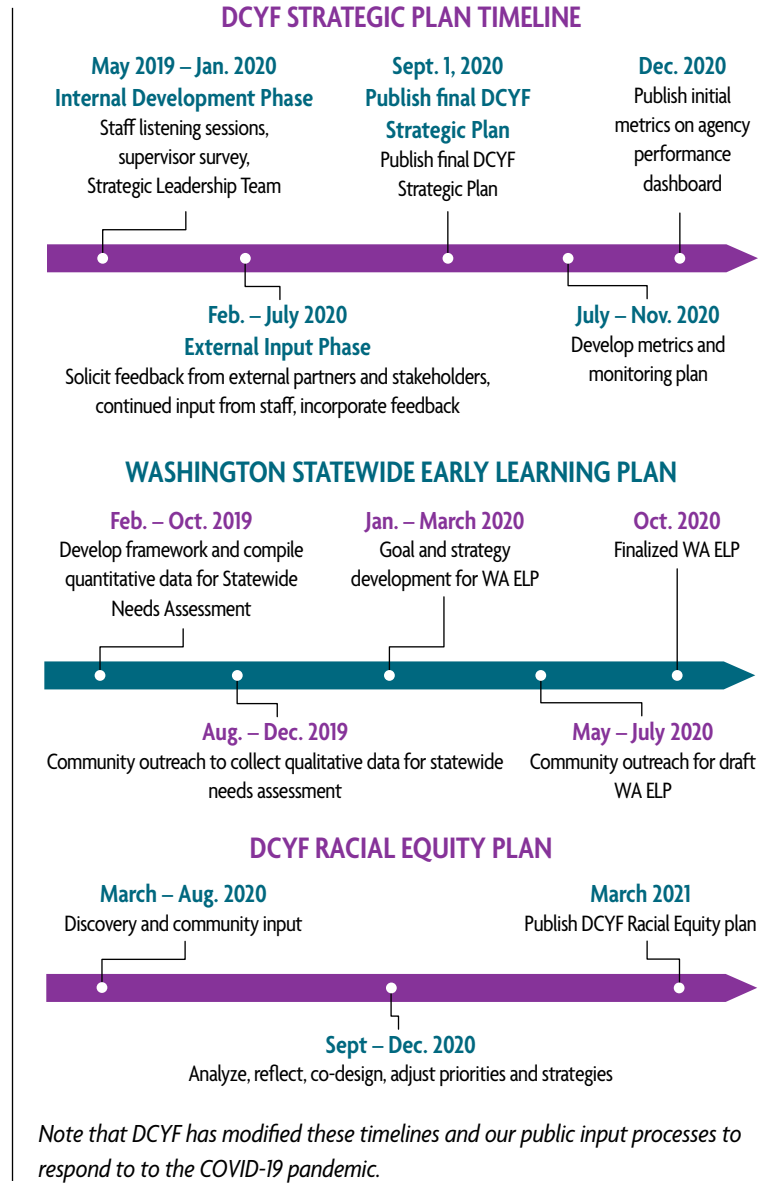 DCYF STRATEGIC PLAN TIMELINE
May 2019 – Jan. 2020
Internal Development Phase
Staff listening sessions,
supervisor survey,
Strategic Leadership Team
Sept. 1, 2020
Publish final DCYF
Strategic Plan
Publish final DCYF
Strategic Plan
Dec. 2020
Publish initial
metrics on agency
performance
dashboard
Feb. – July 2020
External Input Phase
Solicit feedback from external partners and stakeholders,
continued input from staff, incorporate feedback
July – Nov. 2020
Develop metrics and
monitoring plan
WASHINGTON STATEWIDE EARLY LEARNING PLAN
Feb. – Oct. 2019
Develop framework and compile
quantitative data for Statewide
Needs Assessment
Jan. – March 2020
Goal and strategy
development for WA ELP
Oct. 2020
Finalized WA ELP
Aug. – Dec. 2019
Community outreach to collect qualitative data for statewide
needs assessment
May – July 2020
Community outreach for draft
WA ELP
DCYF RACIAL EQUITY PLAN
March – Aug. 2020
Discovery and community input
March 2021
Publish DCYF Racial Equity plan
Sept – Dec. 2020
Analyze, reflect, co-design, adjust priorities and strategies
Note that DCYF has modified these timelines and our public input processes to
respond to to the COVID-19 pandemic.